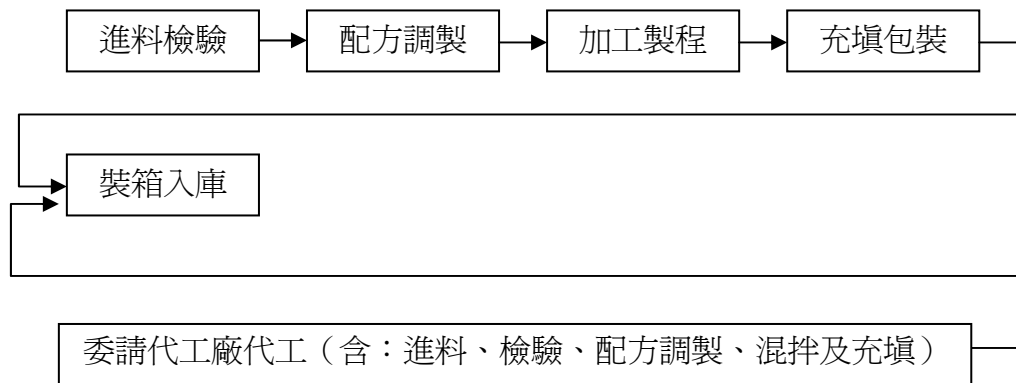 進料檢驗 配方調製 加工製程 充塡包裝
裝箱入庫
委請代工廠代工（含：進料、檢驗、配方調製、混拌及充塡）